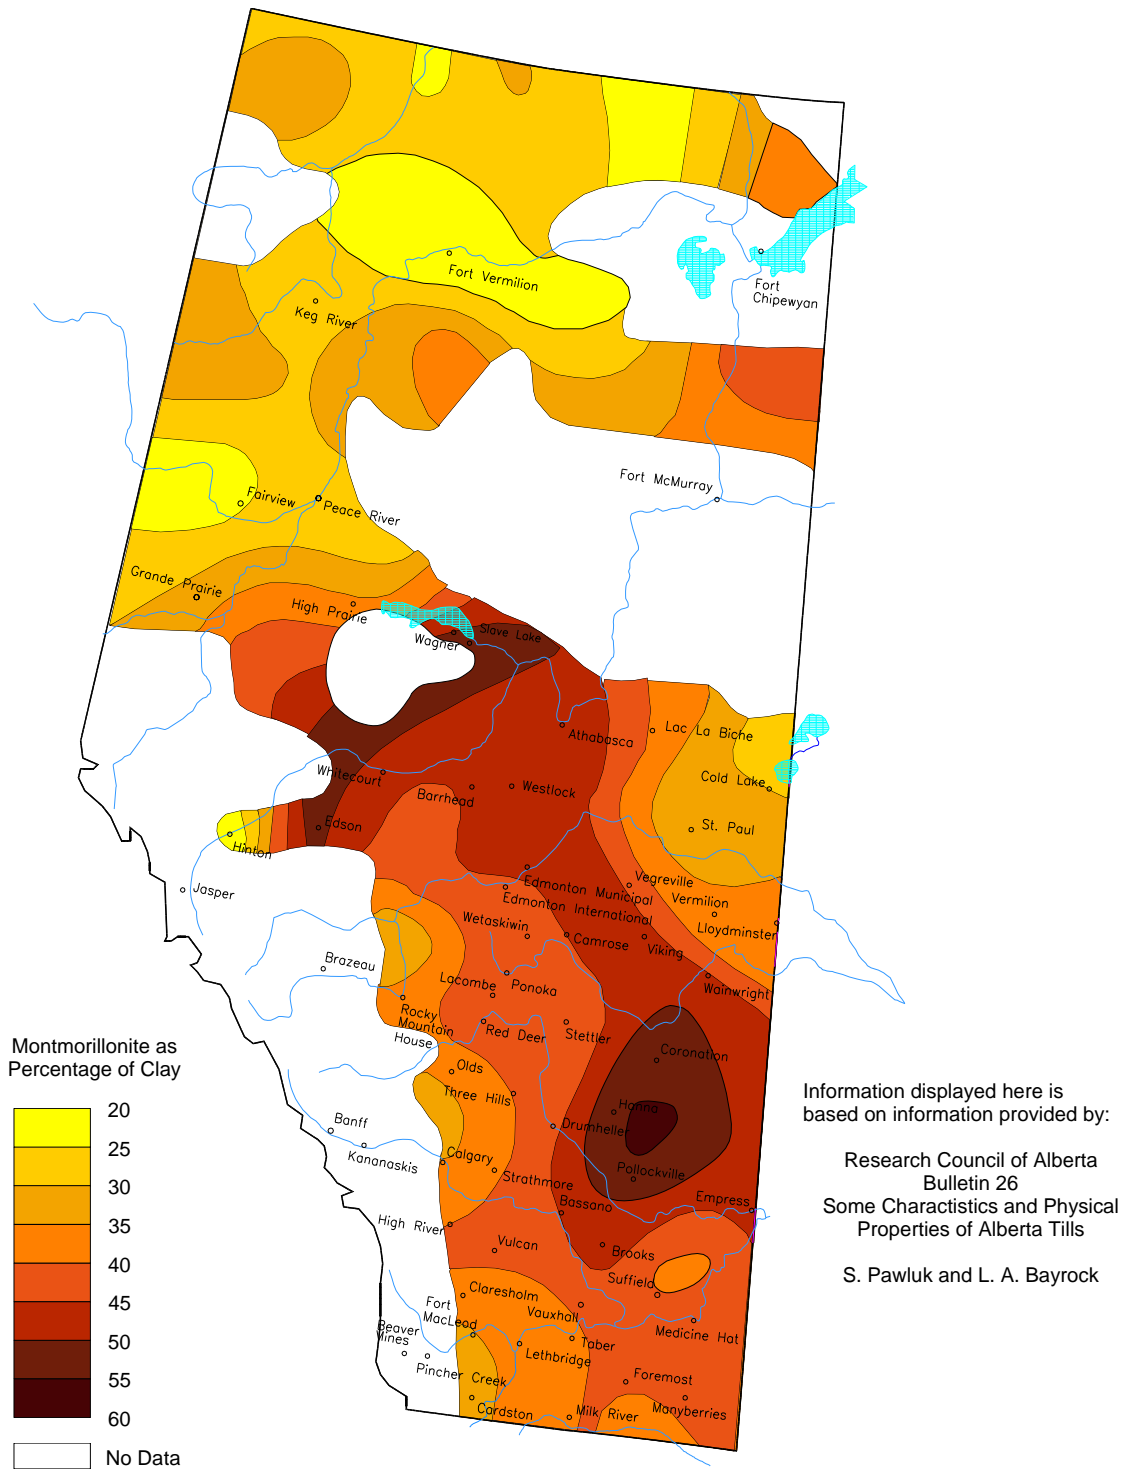 Fort Vermilion
Fort
Chipewyan
Keg River
Fort McMurray
Fairview
Peace River
Grande Prairie
High Prairie
Wagner
Slave Lake
Athabasca
Lac La Biche
Whitecourt
Cold Lake
Barrhead
Westlock
Edson
St. Paul
Hinton
Jasper
Edmonton Municipal
Vegreville
Edmonton International
Vermilion
Wetaskiwin
Lloydminster
Camrose
Viking
Brazeau
Lacombe
Ponoka
Wainwright
Rocky
Mountain
House
Red Deer
Stettler
Coronation
Olds
Three Hills
Hanna
Drumheller
Banff
Kananaskis
Calgary
Strathmore
Pollockville
Bassano
Empress
High River
Vulcan
Brooks
Suffield
Claresholm
Fort
MacLeod
Vauxhall
Medicine Hat
Beaver
Mines
Taber
Lethbridge
Pincher Creek
Foremost
Cardston
Milk River
Manyberries
Montmorillonite as
Percentage of Clay
20
25
30
35
40
45
50
55
60
No Data
Information displayed here is
based on information provided by:
Research Council of Alberta
Bulletin 26
Some Charactistics and Physical
Properties of Alberta Tills
S. Pawluk and L. A. Bayrock